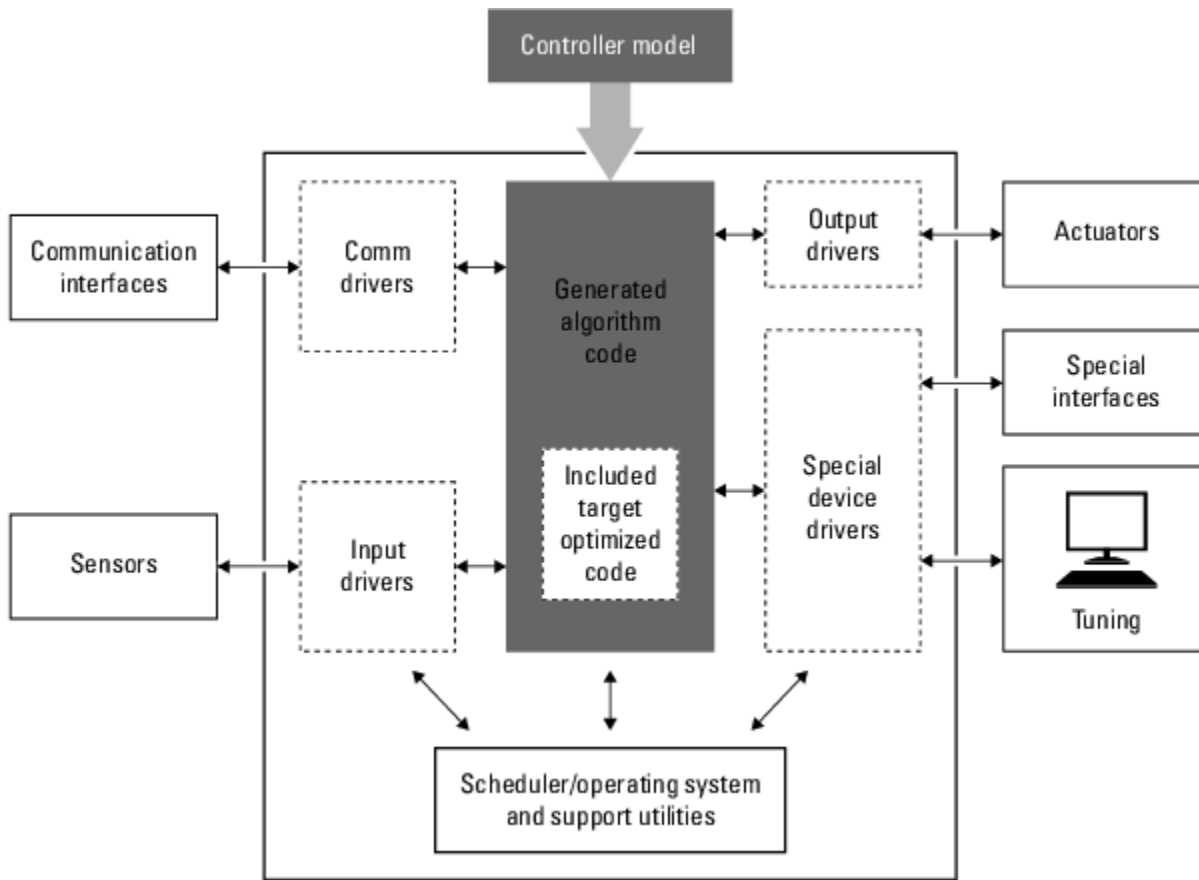 Controller model
Communication
interfaces
Comm
drivers
Generated
algorithm
code
Output
drivers
Actuators
Special
interfaces
Sensors
Input
drivers
Included
target
optimized
code
Special
device
drivers
Tuning
Scheduler/operating system
and support utilities